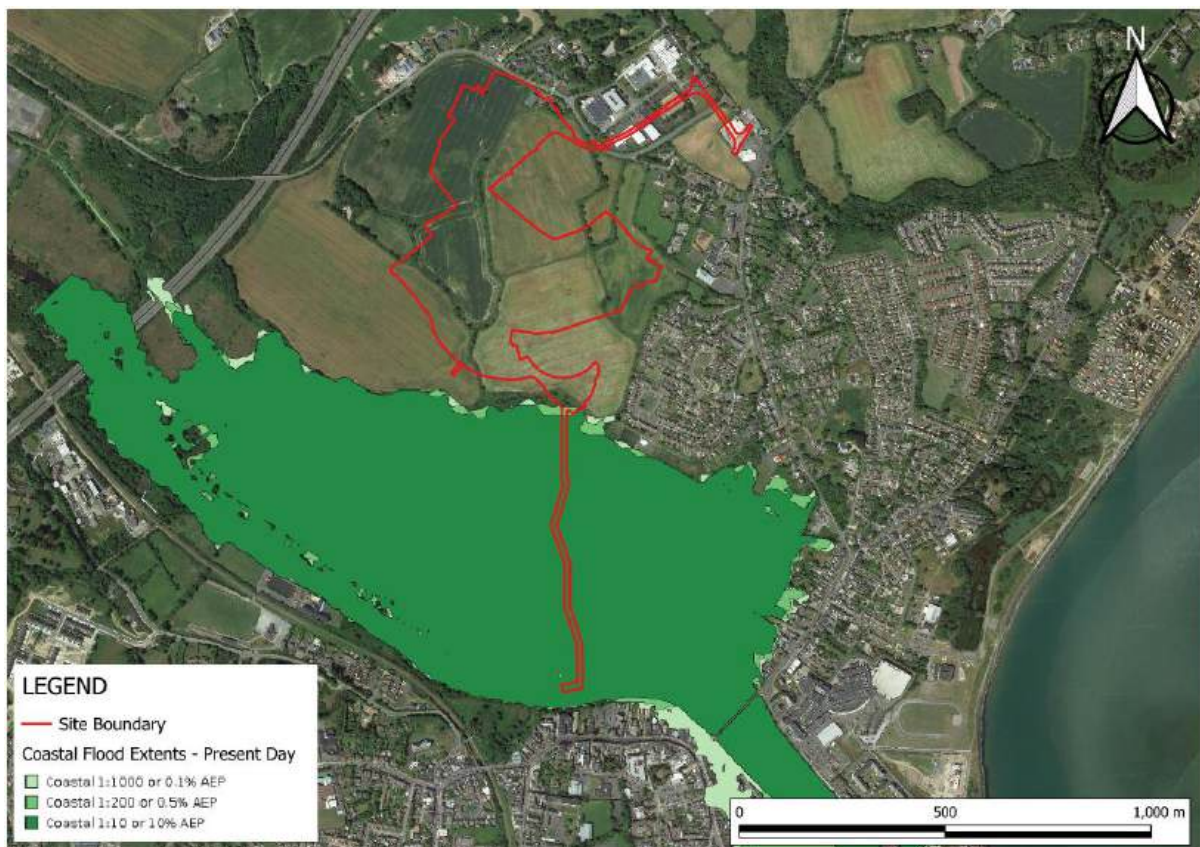 N
LEGEND
Site Boundary
Coastal Flood Extents - Present Day
Coastal 1:1000 or 0.1% AEP
Coastal 1:200 or 0.5% AEP
Coastal 1:10 or 10% AEP
0 500 1,000 m